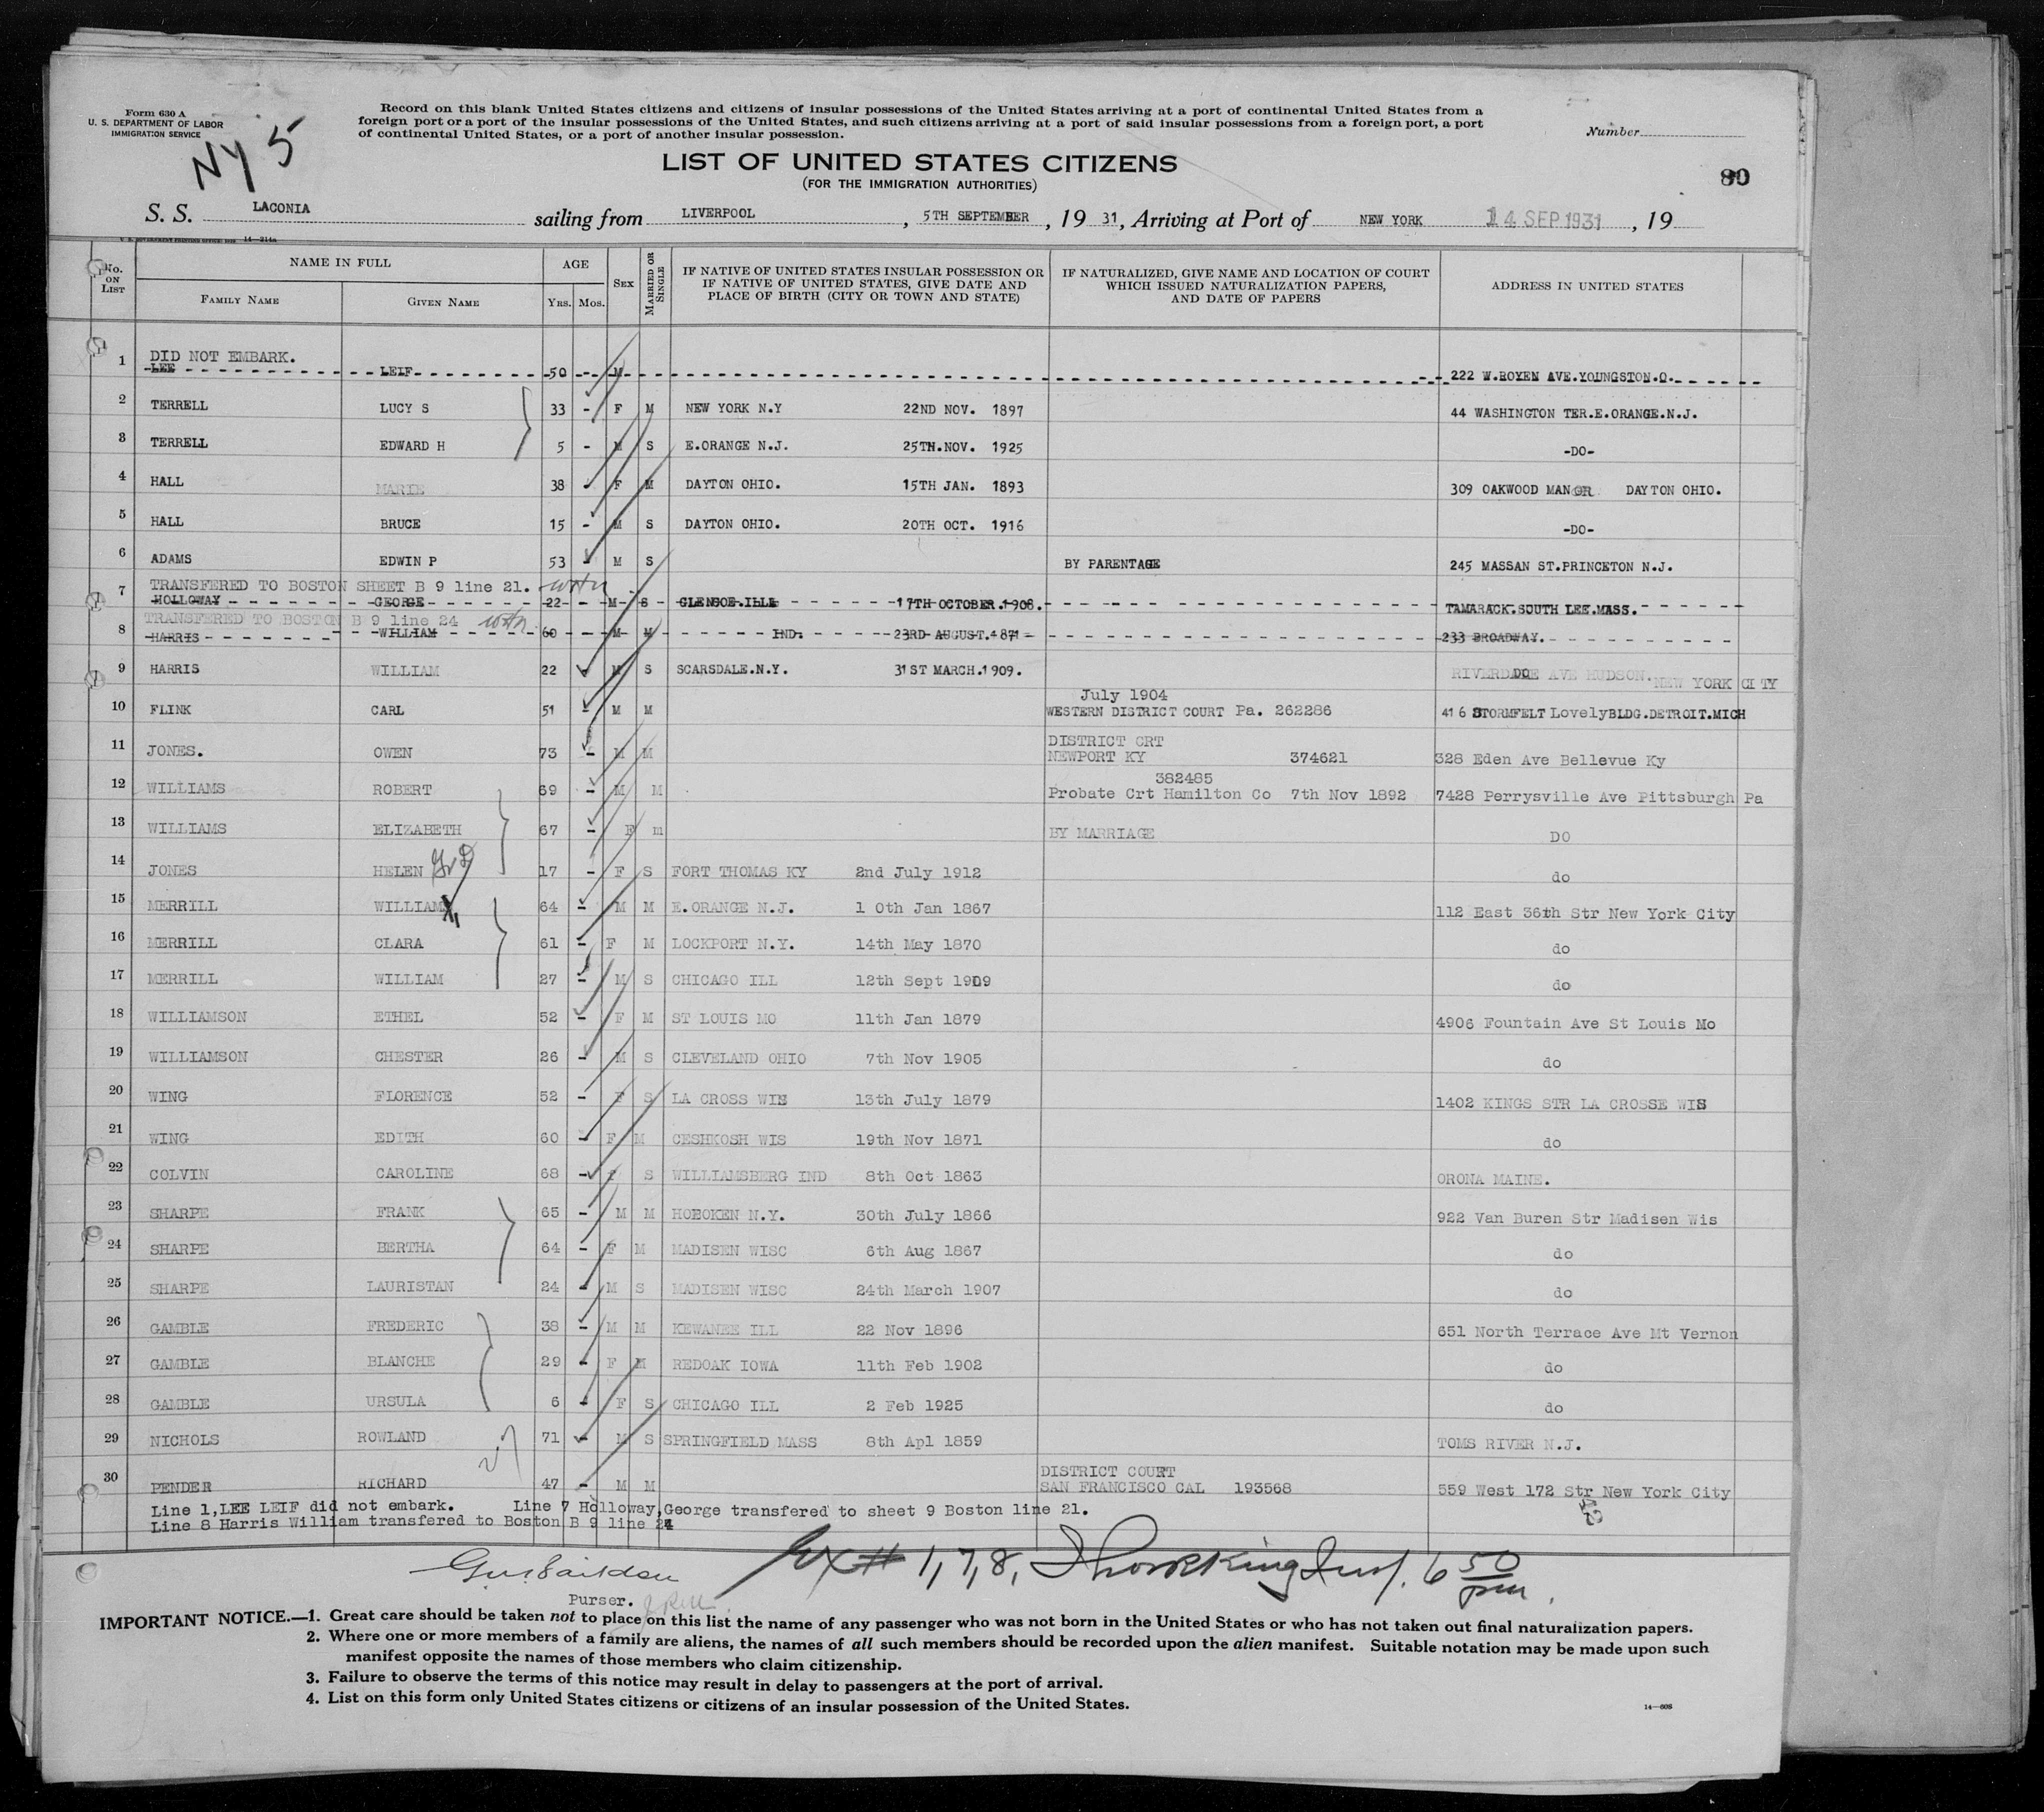 Form 630 A
U. S. DEPARTMENT OF LABOR
IMMIGRATION SERVICE
NY 5
Record on this blank United States citizens and citizens of insular possessions of the United States arriving at a port of continental United States from a
foreign port or a port of the insular possessions of the United States, and such citizens arriving at a port of said insular possessions from a foreign port, a port
of continental United States, or a port of another insular possession.
Number
LIST OF UNITED STATES CITIZENS
(FOR THE IMMIGRATION AUTHORITIES)
80
S. S. LACONIA sailing from LIVERPOOL , 5TH SEPTEMBER , 19 31, Arriving at Port of NEW YORK 14 SEP 1931 , 19
14—214a
No. ON LIST NAME IN FULL FAMILY NAME GIVEN NAME AGE Yrs. Mos. SEX MARRIED OR SINGLE
IF NATIVE OF UNITED STATES INSULAR POSSESSION OR IF NATIVE OF UNITED STATES, GIVE DATE AND PLACE OF BIRTH (CITY OR TOWN AND STATE)
IF NATURALIZED, GIVE NAME AND LOCATION OF COURT WHICH ISSUED NATURALIZATION PAPERS, AND DATE OF PAPERS
ADDRESS IN UNITED STATES
DID NOT EMBARK.
1 LEE LEIF 50 - M 222 W.ROYEN AVE.YOUNGSTON.O.
2 TERRELL LUCY S 33 - F M NEW YORK N.Y 22ND NOV. 1897 44 WASHINGTON TER.E.ORANGE.N.J.
3 TERRELL EDWARD H 5 - M S E.ORANGE N.J. 25TH.NOV. 1925 -DO-
4 HALL MARIE 38 - F M DAYTON OHIO. 15TH JAN. 1893 309 OAKWOOD MANOR DAYTON OHIO.
5 HALL BRUCE 15 - M S DAYTON OHIO. 20TH OCT. 1916 -DO-
6 ADAMS EDWIN P 53 - M S BY PARENTAGE 245 MASSAN ST.PRINCETON N.J.
TRANSFERED TO BOSTON SHEET B 9 line 21.
7 HOLLOWAY GEORGE 22 - M S GLENCOE.ILL 17TH OCTOBER.1908. TAMARACK.SOUTH LEE.MASS.
TRANSFERED TO BOSTON B 9 line 24
8 HARRIS WILLIAM 60 - M M IND. 23RD AUGUST.1871 233 BROADWAY.
9 HARRIS WILLIAM 22 - M S SCARSDALE.N.Y. 31ST MARCH.1909. DO AVE HUDSON.NEW YORK CITY
July 1904
10 FLINK CARL 51 - M M WESTERN DISTRICT COURT Pa. 262286 416 STORMFELT LovelyBLDG.DETROIT.MICH
DISTRICT CRT
11 JONES. OWEN 73 - M M NEWPORT KY 374621 328 Eden Ave Bellevue Ky
382485
12 WILLIAMS ROBERT 69 - M M Probate Crt Hamilton Co 7th Nov 1892 7428 Perrysville Ave Pittsburgh Pa
13 WILLIAMS ELIZABETH 67 - F m BY MARRIAGE DO
14 JONES HELEN Gr D 17 - F S FORT THOMAS KY 2nd July 1912 do
15 MERRILL WILLIAM 64 - M M E.ORANGE N.J. 1 0th Jan 1867 112 East 36th Str New York City
16 MERRILL CLARA 61 - F M LOCKPORT N.Y. 14th May 1870 do
17 MERRILL WILLIAM 27 - M S CHICAGO ILL 12th Sept 1909 do
18 WILLIAMSON ETHEL 52 - F M ST LOUIS MO 11th Jan 1879 4906 Fountain Ave St Louis Mo
19 WILLIAMSON CHESTER 26 - M S CLEVELAND OHIO 7th Nov 1905 do
20 WING FLORENCE 52 - F S LA CROSS WIS 13th July 1879 1402 KINGS STR LA CROSSE WIS
21 WING EDITH 60 - F M CESHKOSH WIS 19th Nov 1871 do
22 COLVIN CAROLINE 68 - F S WILLIAMSBERG IND 8th Oct 1863 ORONA MAINE.
23 SHARPE FRANK 65 - M M HOBOKEN N.Y. 30th July 1866 922 Van Buren Str Madisen Wis
24 SHARPE BERTHA 64 - F M MADISEN WISC 6th Aug 1867 do
25 SHARPE LAURISTAN 24 - M S MADISEN WISC 24th March 1907 do
26 GAMBLE FREDERIC 38 - M M KEWANEE ILL 22 Nov 1896 651 North Terrace Ave Mt Vernon
27 GAMBLE BLANCHE 29 - F M REDOAK IOWA 11th Feb 1902 do
28 GAMBLE URSULA 6 - F S CHICAGO ILL 2 Feb 1925 do
29 NICHOLS ROWLAND 71 - M S SPRINGFIELD MASS 8th Apl 1859 TOMS RIVER N.J.
DISTRICT COURT
30 PENDER RICHARD 47 - M M SAN FRANCISCO CAL 193568 559 West 172 Str New York City
Line 1,LEE LEIF did not embark. Line 7 Holloway,George transfered to sheet 9 Boston line 21.
Line 8 Harris William transfered to Boston B 9 line 24
27
Ex # 1,7,8, Insp. 6 50 pm.
Purser.
IMPORTANT NOTICE.—1. Great care should be taken not to place on this list the name of any passenger who was not born in the United States or who has not taken out final naturalization papers.
2. Where one or more members of a family are aliens, the names of all such members should be recorded upon the alien manifest. Suitable notation may be made upon such
manifest opposite the names of those members who claim citizenship.
3. Failure to observe the terms of this notice may result in delay to passengers at the port of arrival.
4. List on this form only United States citizens or citizens of an insular possession of the United States.
14—608